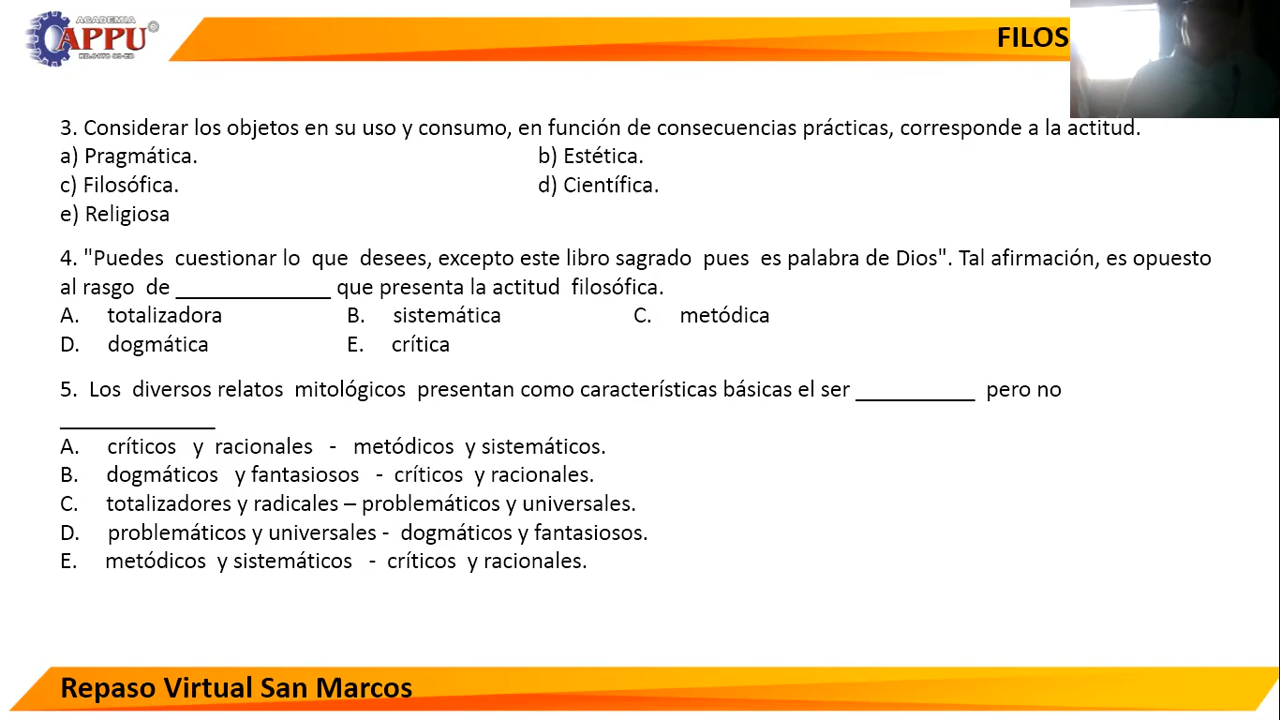 ACADEMIA
APPU
FILOS
3. Considerar los objetos en su uso y consumo, en función de consecuencias prácticas, corresponde a la actitud.
a) Pragmática. b) Estética.
c) Filosófica. d) Científica.
e) Religiosa
4. "Puedes cuestionar lo que desees, excepto este libro sagrado pues es palabra de Dios". Tal afirmación, es opuesto
al rasgo de _____________ que presenta la actitud filosófica.
A. totalizadora B. sistemática C. metódica
D. dogmática E. crítica
5. Los diversos relatos mitológicos presentan como características básicas el ser __________ pero no
_____________
A. críticos y racionales - metódicos y sistemáticos.
B. dogmáticos y fantasiosos - críticos y racionales.
C. totalizadores y radicales – problemáticos y universales.
D. problemáticos y universales - dogmáticos y fantasiosos.
E. metódicos y sistemáticos - críticos y racionales.
Repaso Virtual San Marcos